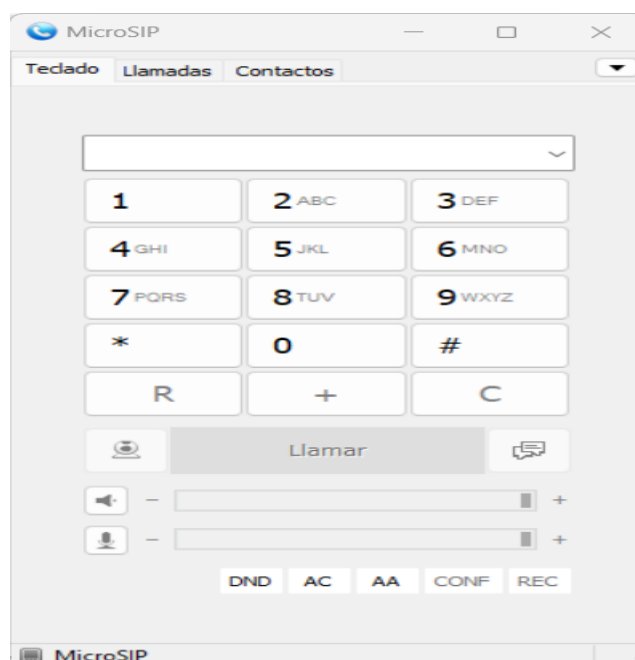 MicroSIP
Teclado Llamadas Contactos
1 2 ABC 3 DEF
4 GHI 5 JKL 6 MNO
7 PQRS 8 TUV 9 WXYZ
* 0 #
R + C
Llamar
- +
- +
DND AC AA CONF REC
MicroSIP